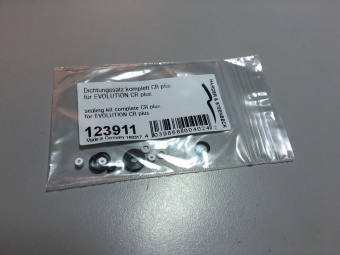 Dichtungssatz komplett CR plus
for EVOLUTION CR plus
sealing kit complete CR plus
for EVOLUTION CR plus
123911
Made in Germany